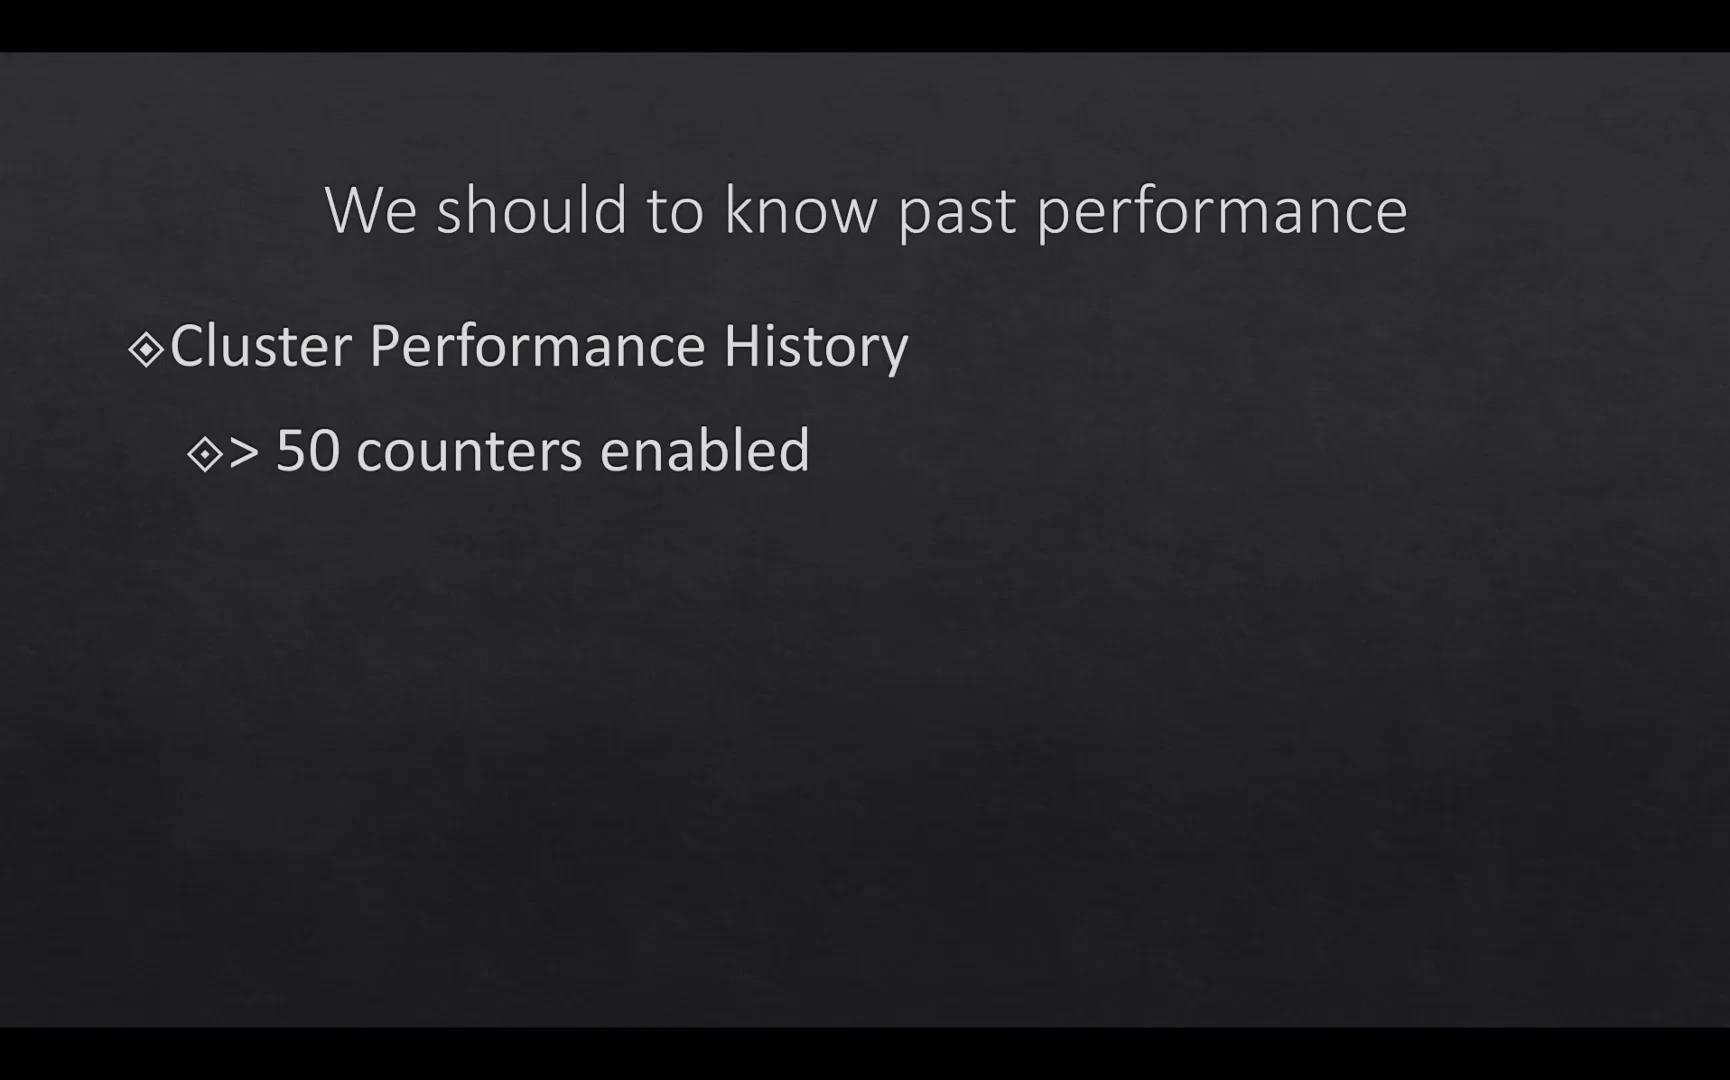 We should to know past performance
Cluster Performance History
> 50 counters enabled